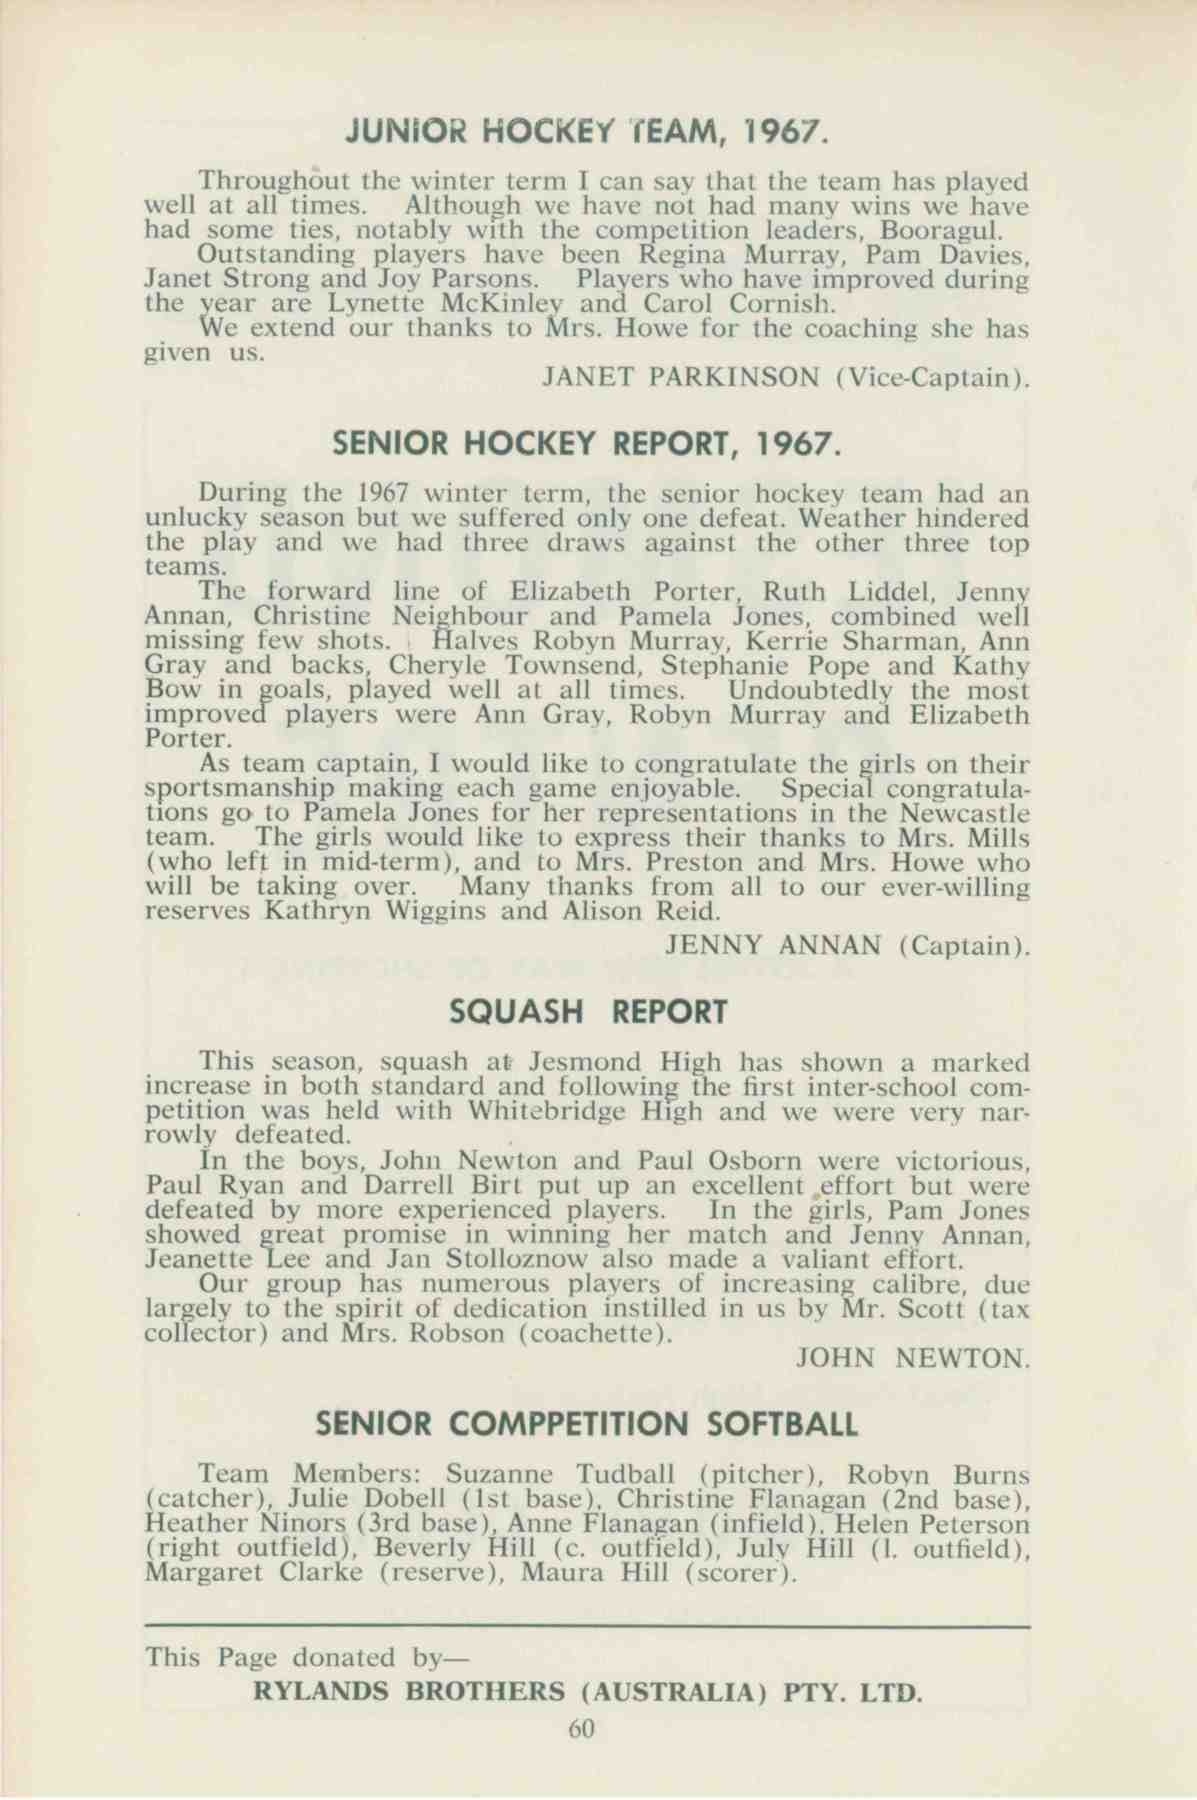 JUNIOR HOCKEY TEAM, 1967.
Throughout the winter term I can say that the team has played
well at all times. Although we have not had many wins we have
had some ties, notably with the competition leaders, Booragul.
Outstanding players have been Regina Murray, Pam Davies,
Janet Strong and Joy Parsons. Players who have improved during
the year are Lynette McKinley and Carol Cornish.
We extend our thanks to Mrs. Howe for the coaching she has
given us.
JANET PARKINSON (Vice-Captain).
SENIOR HOCKEY REPORT, 1967.
During the 1967 winter term, the senior hockey team had an
unlucky season but we suffered only one defeat. Weather hindered
the play and we had three draws against the other three top
teams.
The forward line of Elizabeth Porter, Ruth Liddel, Jenny
Annan, Christine Neighbour and Pamela Jones, combined well
missing few shots. Halves Robyn Murray, Kerrie Sharman, Ann
Gray and backs, Cheryle Townsend, Stephanie Pope and Kathy
Bow in goals, played well at all times. Undoubtedly the most
improved players were Ann Gray, Robyn Murray and Elizabeth
Porter.
As team captain, I would like to congratulate the girls on their
sportsmanship making each game enjoyable. Special congratula-
tions go to Pamela Jones for her representations in the Newcastle
team. The girls would like to express their thanks to Mrs. Mills
(who left in mid-term), and to Mrs. Preston and Mrs. Howe who
will be taking over. Many thanks from all to our ever-willing
reserves Kathryn Wiggins and Alison Reid.
JENNY ANNAN (Captain).
SQUASH REPORT
This season, squash at Jesmond High has shown a marked
increase in both standard and following the first inter-school com-
petition was held with Whitebridge High and we were very nar-
rowly defeated.
In the boys, John Newton and Paul Osborn were victorious,
Paul Ryan and Darrell Birt put up an excellent effort but were
defeated by more experienced players. In the girls, Pam Jones
showed great promise in winning her match and Jenny Annan,
Jeanette Lee and Jan Stolloznow also made a valiant effort.
Our group has numerous players of increasing calibre, due
largely to the spirit of dedication instilled in us by Mr. Scott (tax
collector) and Mrs. Robson (coachette).
JOHN NEWTON.
SENIOR COMPPETITION SOFTBALL
Team Members: Suzanne Tudball (pitcher), Robyn Burns
(catcher), Julie Dobell (1st base), Christine Flanagan (2nd base),
Heather Ninors (3rd base), Anne Flanagan (infield), Helen Peterson
(right outfield), Beverly Hill (c. outfield), July Hill (l. outfield),
Margaret Clarke (reserve), Maura Hill (scorer).
This Page donated by—
RYLANDS BROTHERS (AUSTRALIA) PTY. LTD.
60